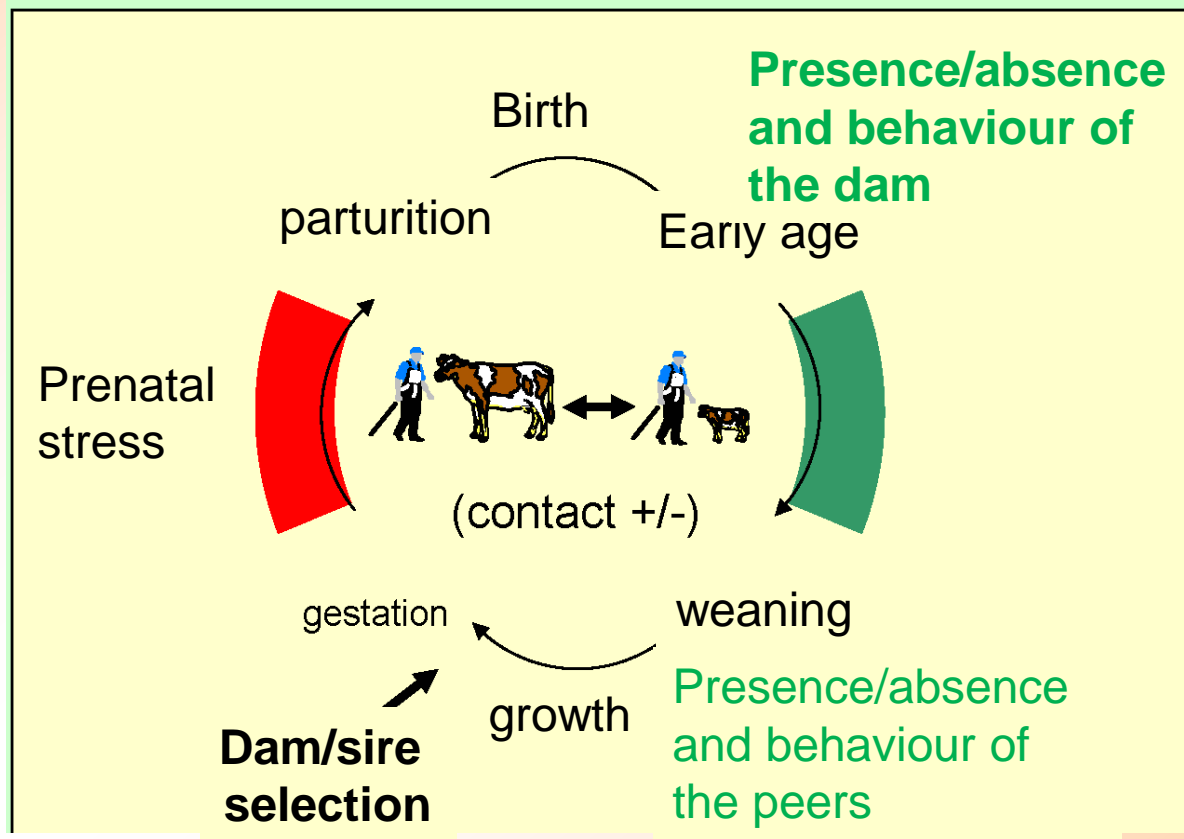 Birth
Presence/absence
and behaviour of
the dam
parturition
Early age
Prenatal
stress
(contact +/-)
gestation
weaning
growth
Presence/absence
and behaviour of
the peers
Dam/sire
selection